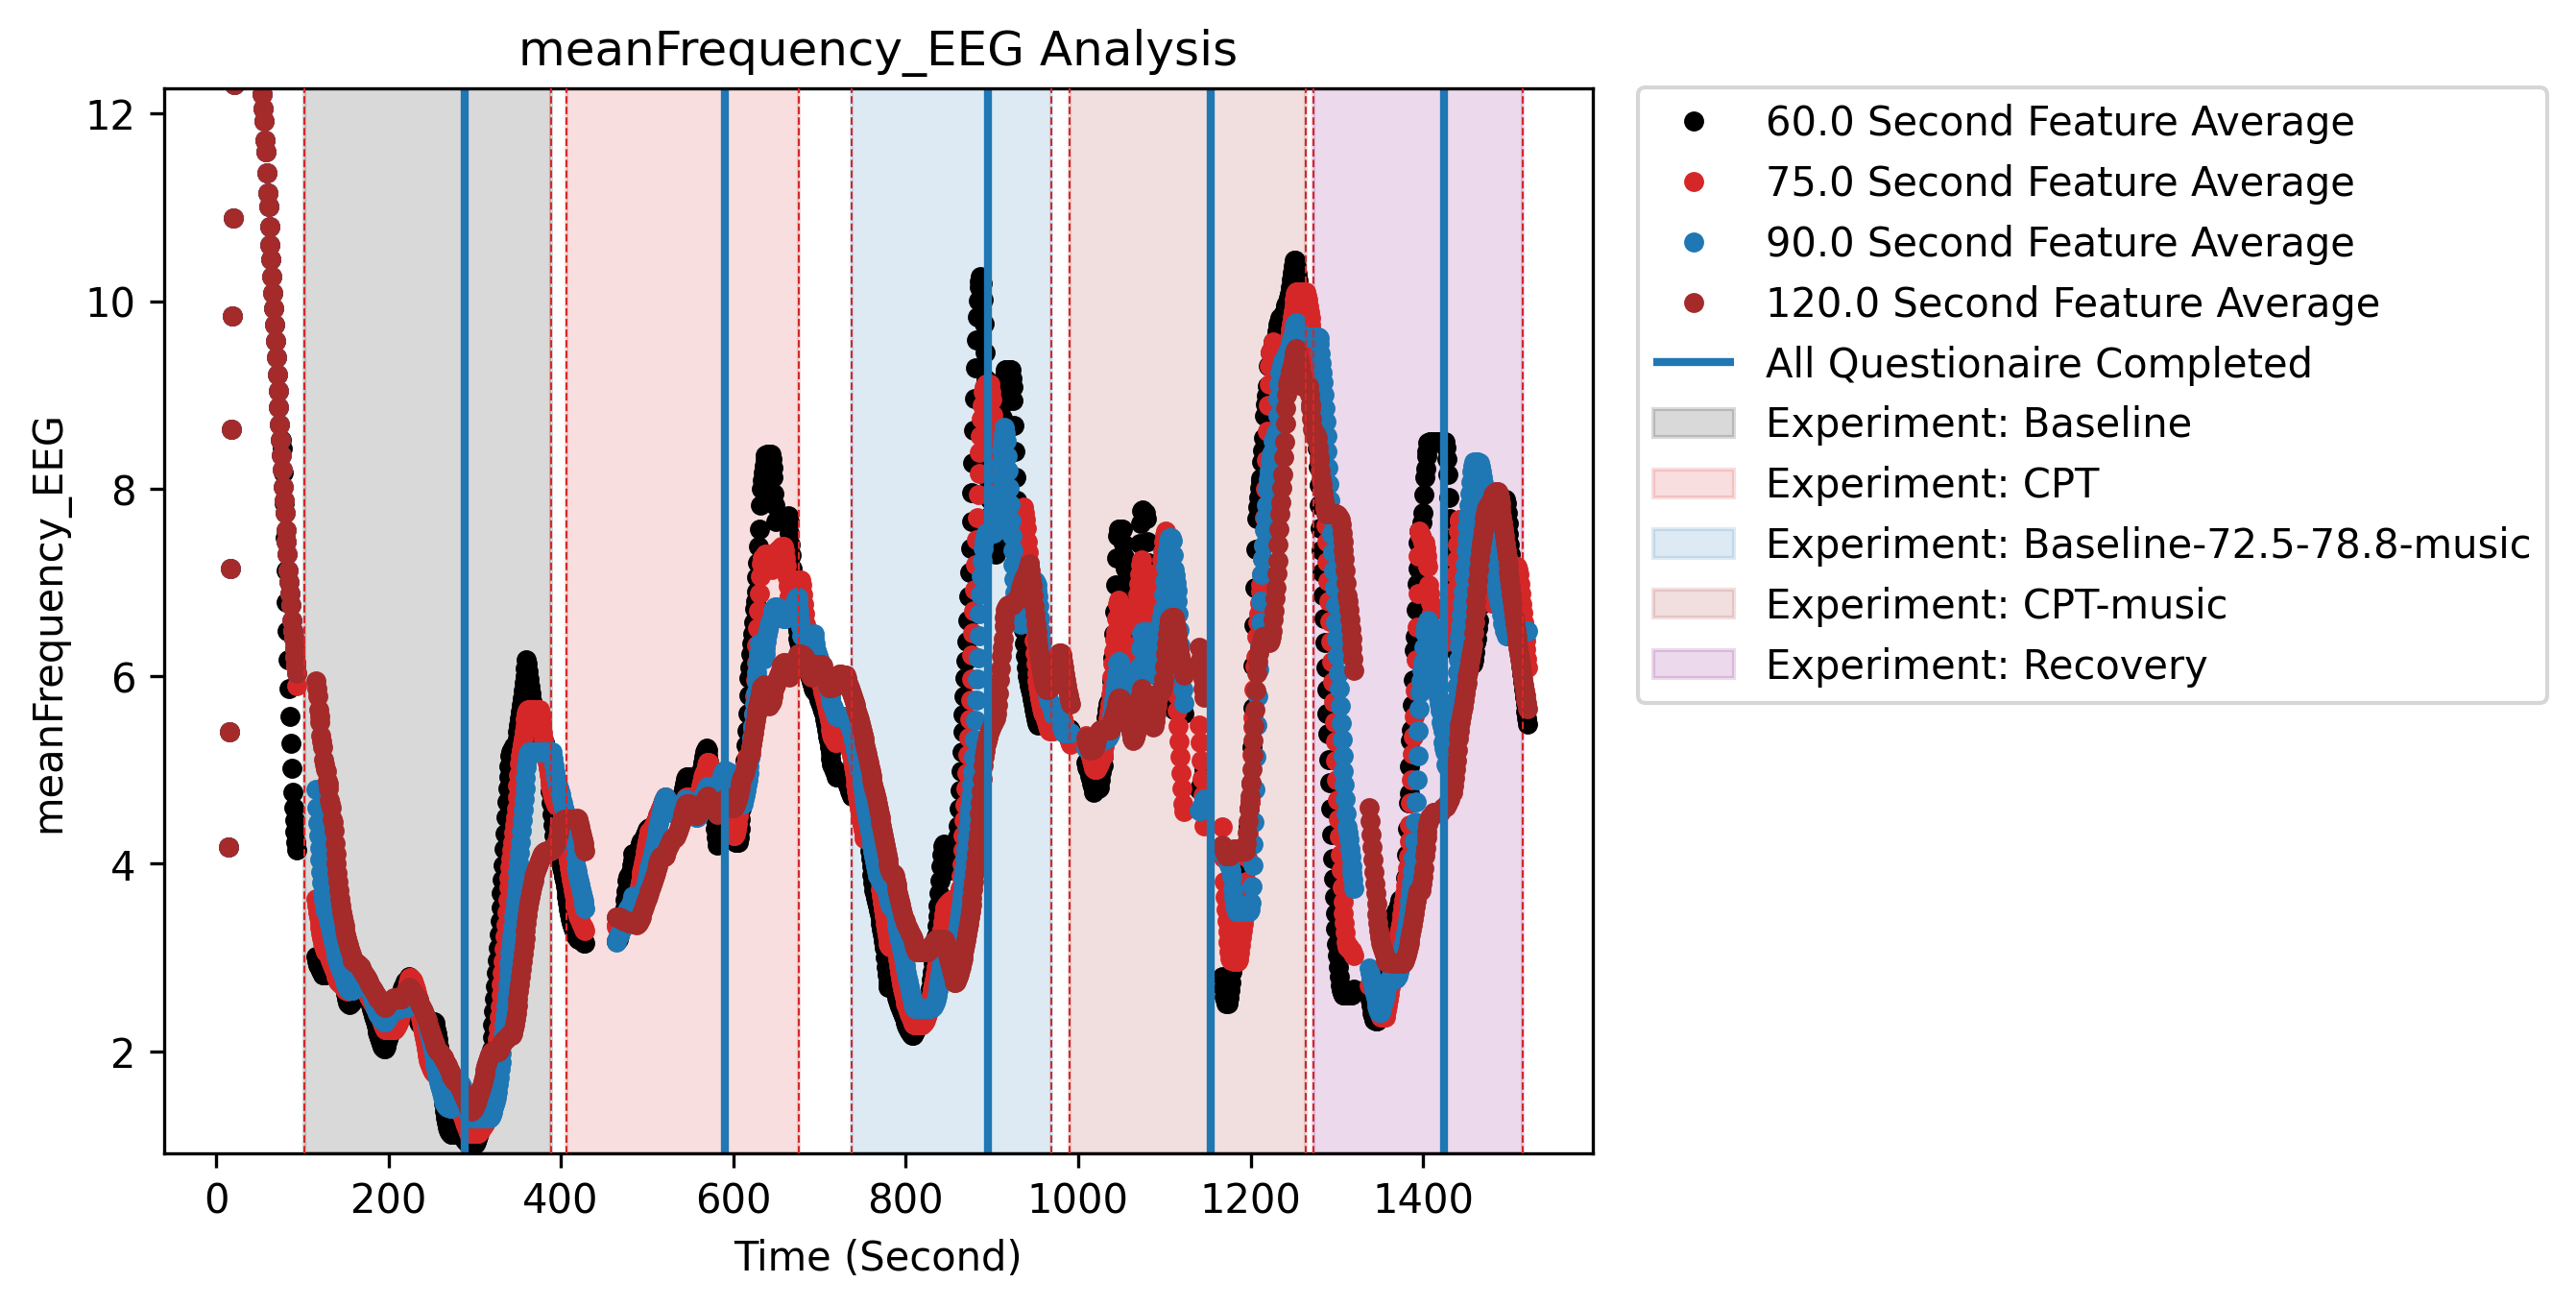 meanFrequency_EEG Analysis
12
10
8
6
4
2
meanFrequency_EEG
0
200
400
600
800
1000
1200
1400
Time (Second)
60.0 Second Feature Average
75.0 Second Feature Average
90.0 Second Feature Average
120.0 Second Feature Average
All Questionaire Completed
Experiment: Baseline
Experiment: CPT
Experiment: Baseline-72.5-78.8-music
Experiment: CPT-music
Experiment: Recovery